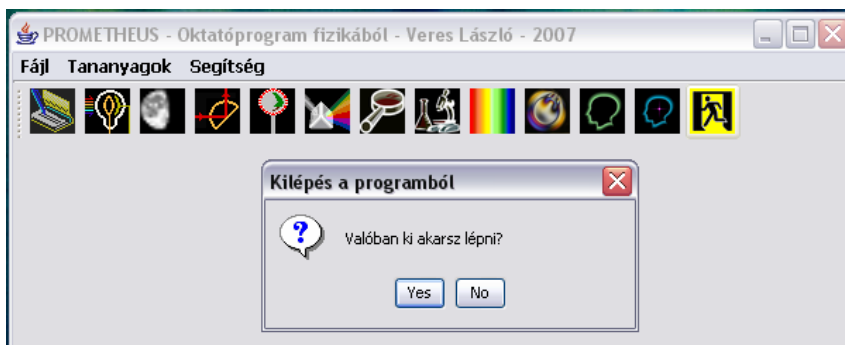 PROMETHEUS - Oktatóprogram fizikából - Veres László - 2007
Fájl Tananyagok Segítség
Kilépés a programból
Valóban ki akarsz lépni?
Yes No